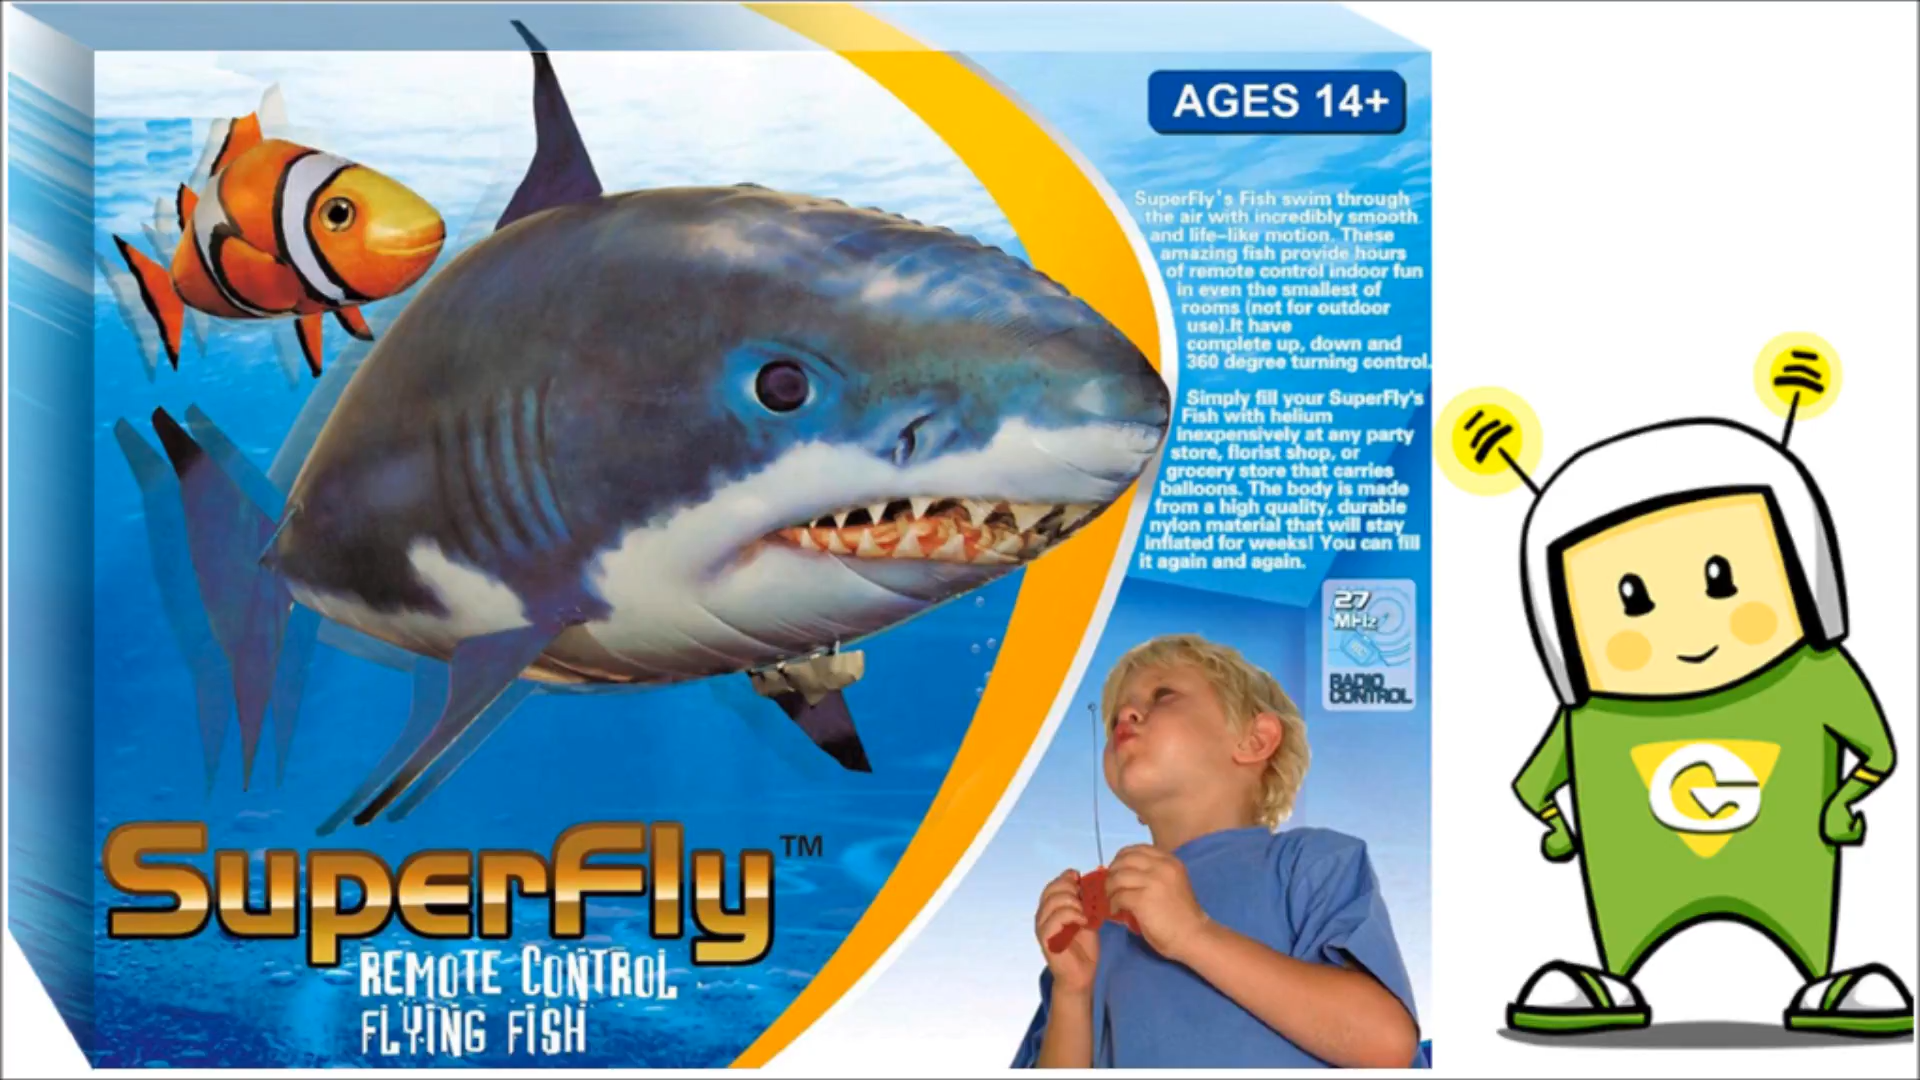 AGES 14+
SuperFly's Fish swim through
the air with incredibly smooth
and life-like motion. These
amazing fish provide hours
of remote control indoor fun
in even the smallest of
rooms (not for outdoor
use).It have
complete up, down and
360 degree turning control.
Simply fill your SuperFly's
Fish with helium
inexpensively at any party
store, florist shop, or
grocery store that carries
balloons. The body is made
from a high quality, durable
nylon material that will stay
inflated for weeks! You can fill
it again and again.
27
MHz
RC
RADIO
CONTROL
SuperFly™
REMOTE CONTROL
FLYING FISH
G